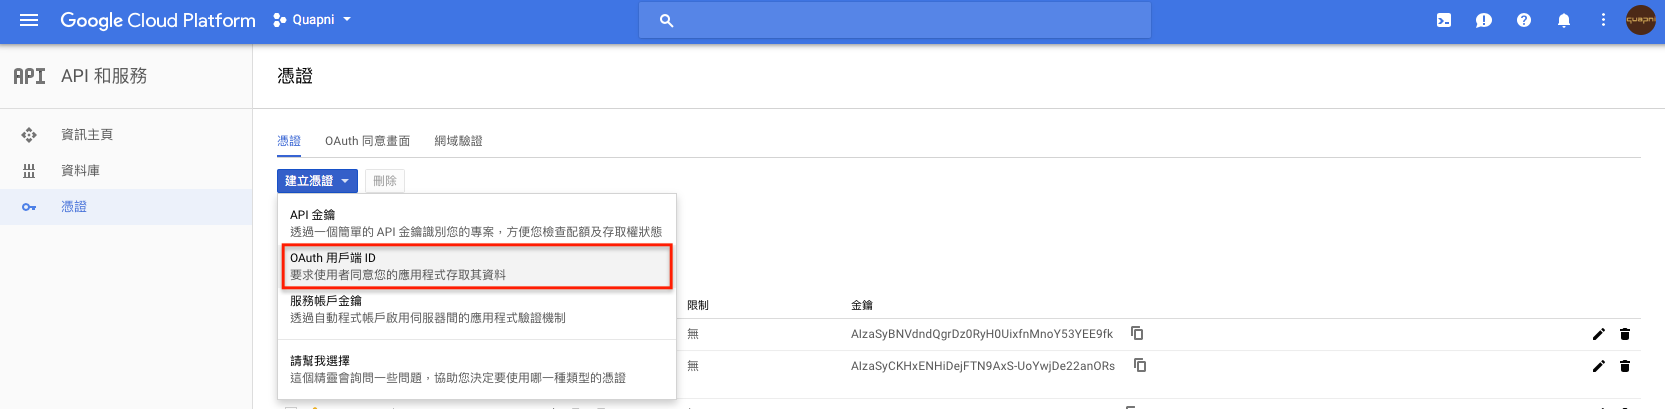 Google Cloud Platform
Quapni
quapni
API API 和服務
憑證
資訊主頁
資料庫
憑證
憑證
OAuth 同意畫面
網域驗證
建立憑證
刪除
API 金鑰
透過一個簡單的 API 金鑰識別您的專案，方便您檢查配額及存取權狀態
OAuth 用戶端 ID
要求使用者同意您的應用程式存取其資料
服務帳戶金鑰
透過自動程式帳戶啟用伺服器間的應用程式驗證機制
請幫我選擇
這個精靈會詢問一些問題，協助您決定要使用哪一種類型的憑證
限制
金鑰
無
AIzaSyBNVdndQgrDz0RyH0UixfnMnoY53YEE9fk
無
AIzaSyCKHxENHiDejFTN9AxS-UoYwjDe22anORs